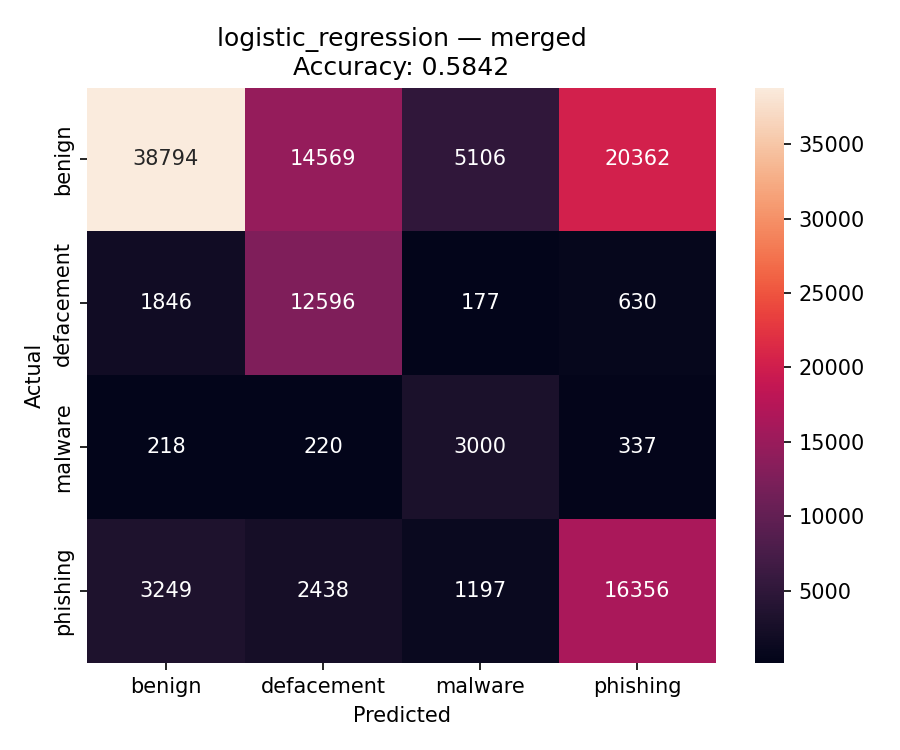 logistic_regression — merged
Accuracy: 0.5842
Actual
benign
38794 14569 5106 20362
defacement
1846 12596 177 630
malware
218 220 3000 337
phishing
3249 2438 1197 16356
benign defacement malware phishing
Predicted
35000
30000
25000
20000
15000
10000
5000